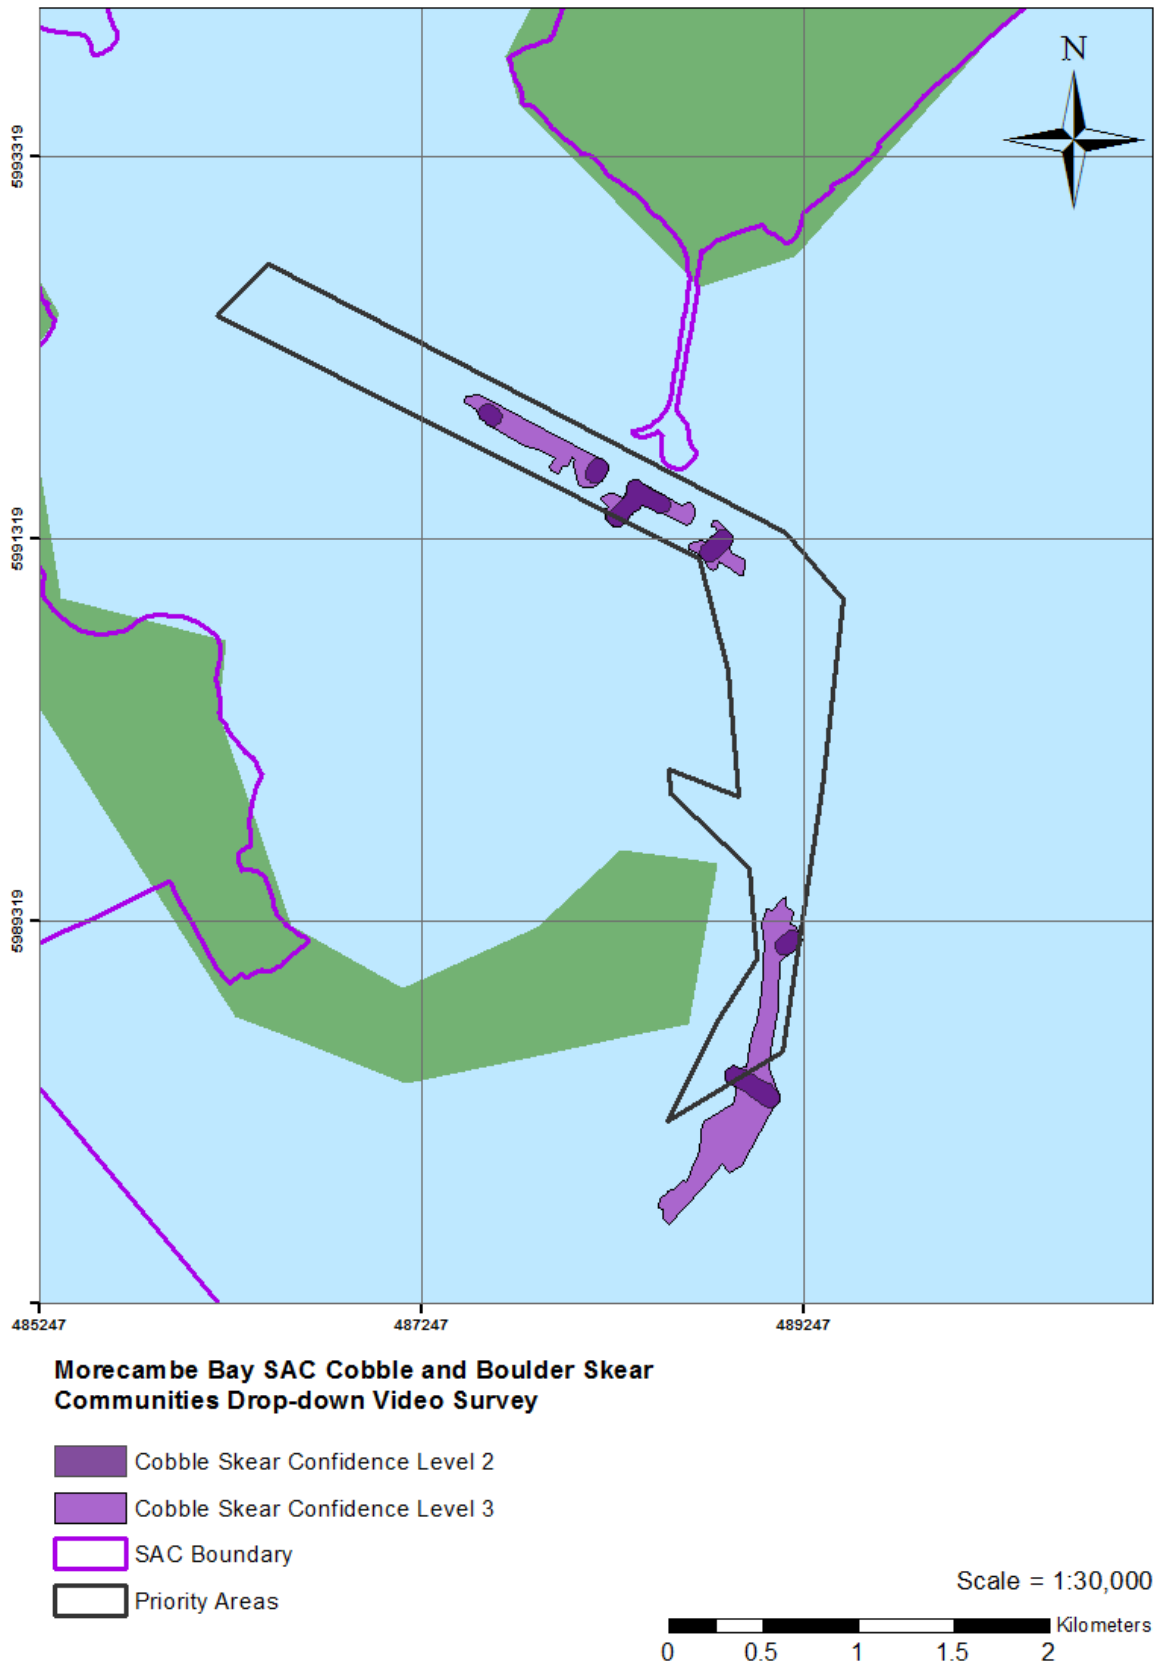 N
5993319
5991319
5989319
485247
487247
489247
Morecambe Bay SAC Cobble and Boulder Skear
Communities Drop-down Video Survey
Cobble Skear Confidence Level 2
Cobble Skear Confidence Level 3
SAC Boundary
Priority Areas
Scale = 1:30,000
Kilometers
0 0.5 1 1.5 2